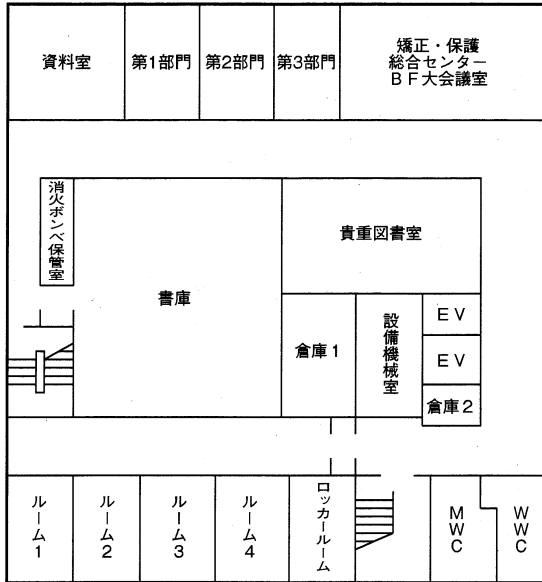 資料室
第1部門
第2部門
第3部門
矯正・保護
総合センター
BF大会議室
消火ボンベ保管室
書庫
貴重図書室
倉庫1
設備機械室
EV
EV
倉庫2
ルーム1
ルーム2
ルーム3
ルーム4
ロッカールーム
MWC
WWC